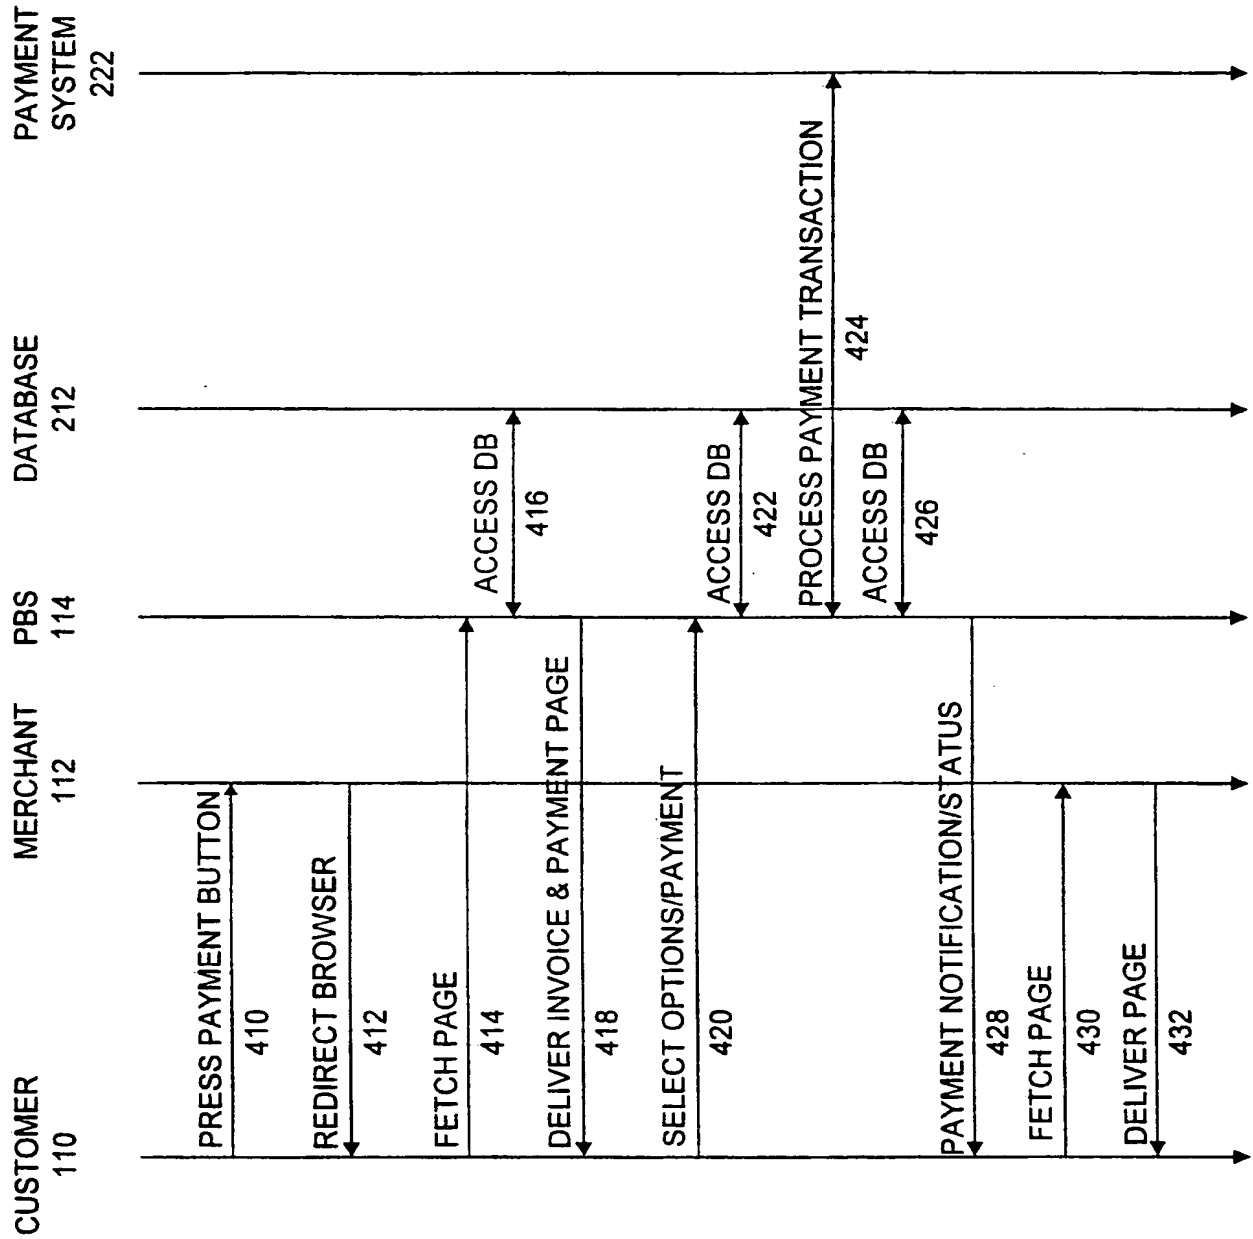 CUSTOMER
110
MERCHANT
112
PBS
114
DATABASE
212
PAYMENT
SYSTEM
222
PRESS PAYMENT BUTTON
410
REDIRECT BROWSER
412
FETCH PAGE
414
ACCESS DB
416
DELIVER INVOICE & PAYMENT PAGE
418
SELECT OPTIONS/PAYMENT
420
ACCESS DB
422
PROCESS PAYMENT TRANSACTION
424
ACCESS DB
426
PAYMENT NOTIFICATION/STATUS
428
FETCH PAGE
430
DELIVER PAGE
432